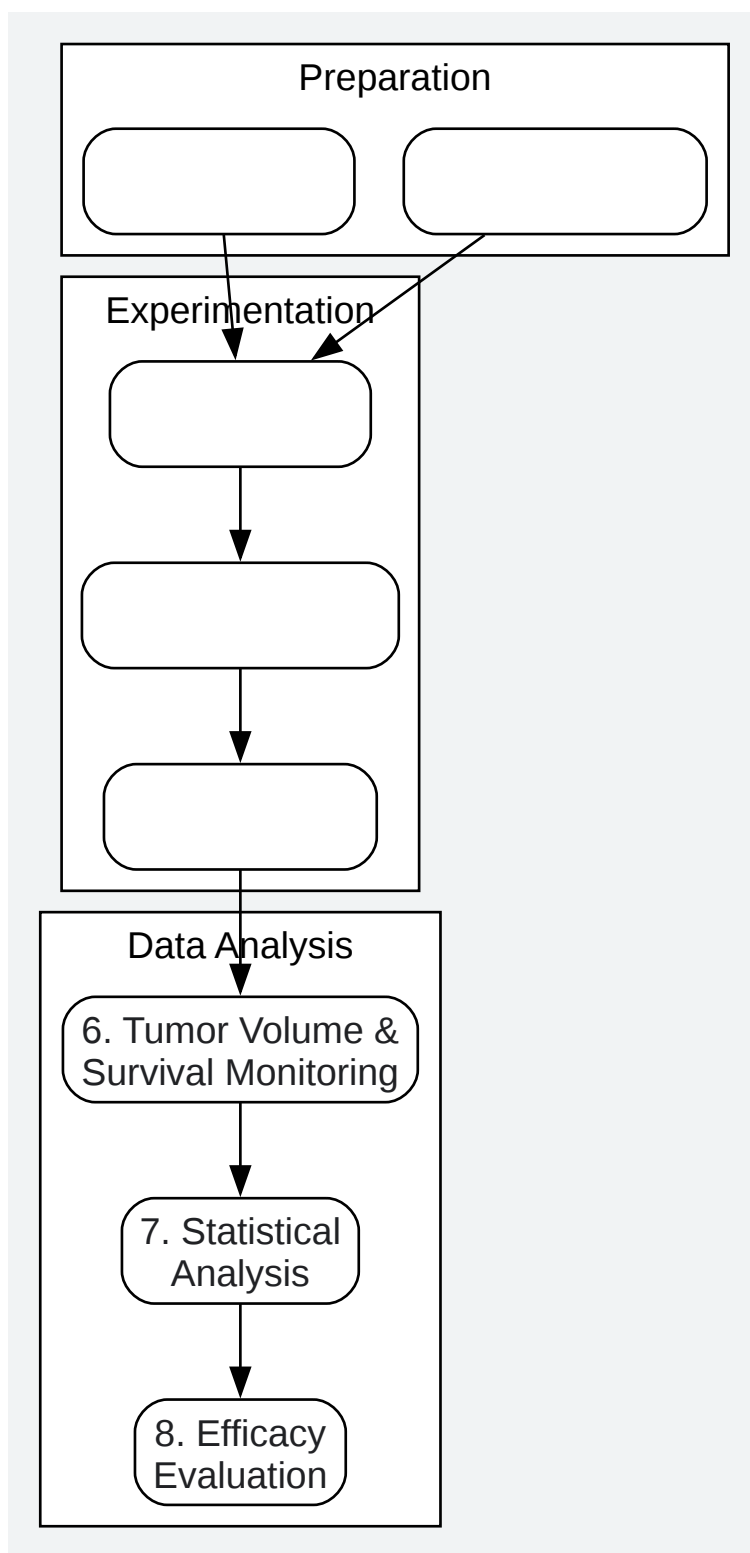 Preparation
Experimentation
Data Analysis
6. Tumor Volume &
Survival Monitoring
7. Statistical
Analysis
8. Efficacy
Evaluation